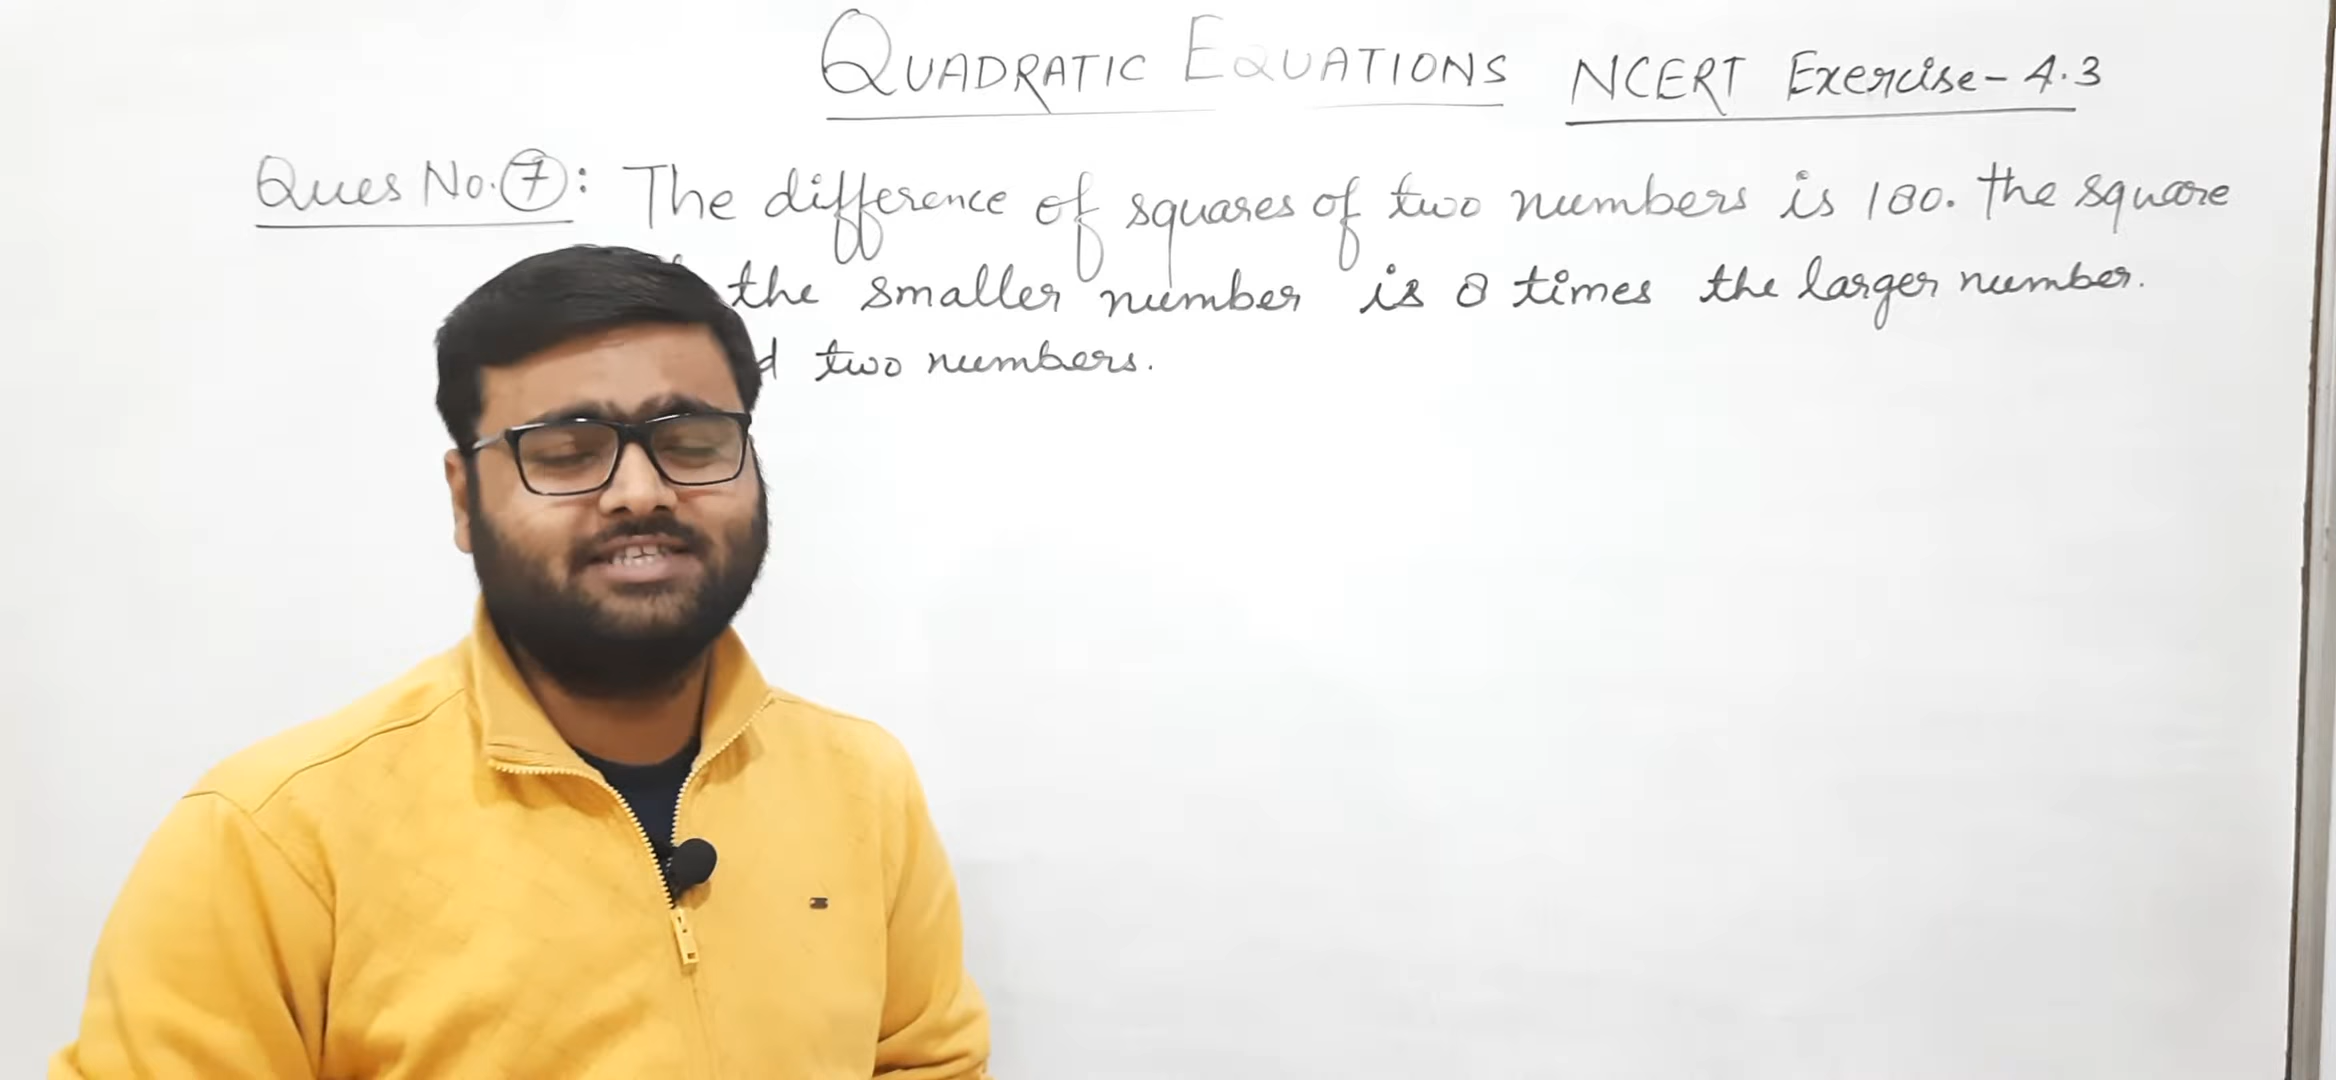 QUADRATIC EQUATIONS NCERT Exercise-4.3
Ques No.7: The difference of squares of two numbers is 180. The square
the smaller number is 8 times the larger number.
two numbers.